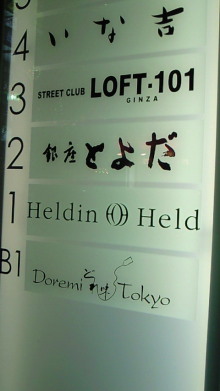 4 いな吉
3 STREET CLUB LOFT·101
GINZA
2 銀座 とよだ
1 Heldin Held
B1 Doremi Tokyo